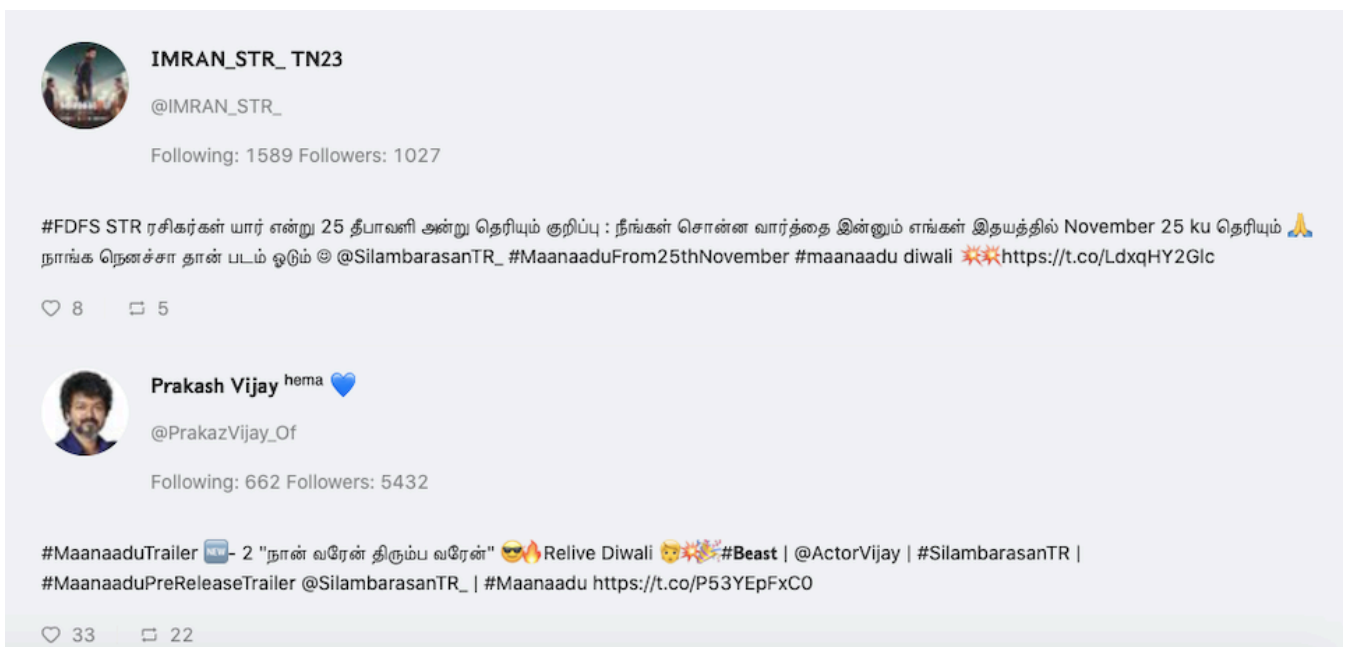 IMRAN_STR_ TN23
@IMRAN_STR_
Following: 1589 Followers: 1027
#FDFS STR ரசிகர்கள் யார் என்று 25 தீபாவளி அன்று தெரியும் குறிப்பு : நீங்கள் சொன்ன வார்த்தை இன்னும் எங்கள் இதயத்தில் November 25 ku தெரியும் 🙏
நாங்க நெனச்சா தான் படம் ஓடும் @SilambarasanTR_ #MaanaaduFrom25thNovember #maanaadu diwali 💥💥https://t.co/LdxqHY2Glc
8 5
Prakash Vijay ʰᵉᵐᵃ 💙
@PrakazVijay_Of
Following: 662 Followers: 5432
#MaanaaduTrailer 🆕- 2 "நான் வரேன் திரும்ப வரேன்" 😎🔥Relive Diwali 💥🎊#Beast | @ActorVijay | #SilambarasanTR |
#MaanaaduPreReleaseTrailer @SilambarasanTR_ | #Maanaadu https://t.co/P53YEpFxC0
33 22